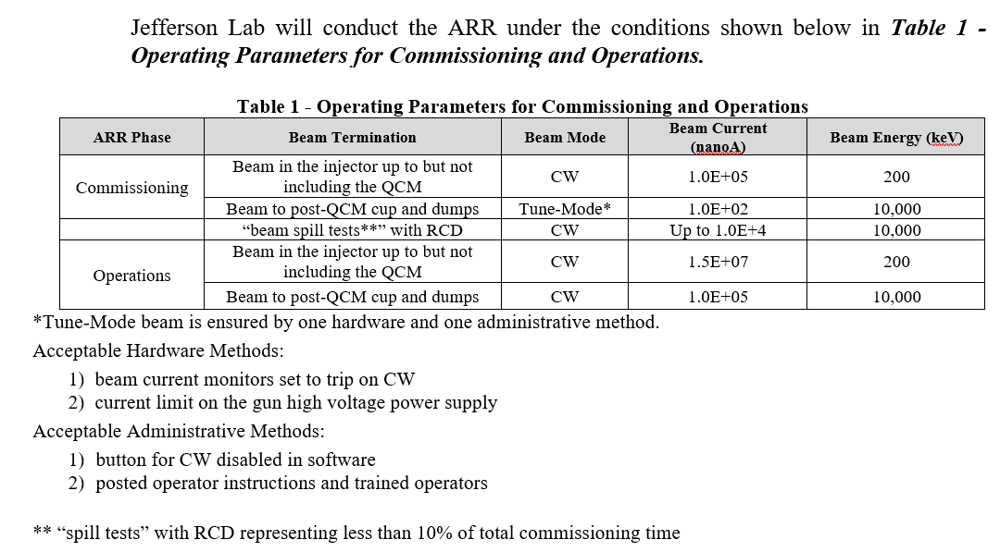 Jefferson Lab will conduct the ARR under the conditions shown below in Table 1 -
Operating Parameters for Commissioning and Operations.
Table 1 - Operating Parameters for Commissioning and Operations
ARR Phase Beam Termination Beam Mode Beam Current (nanoA) Beam Energy (keV)
Commissioning
Beam in the injector up to but not
including the QCM
CW 1.0E+05 200
Beam to post-QCM cup and dumps Tune-Mode* 1.0E+02 10,000
“beam spill tests**” with RCD CW Up to 1.0E+4 10,000
Operations
Beam in the injector up to but not
including the QCM
CW 1.5E+07 200
Beam to post-QCM cup and dumps CW 1.0E+05 10,000
*Tune-Mode beam is ensured by one hardware and one administrative method.
Acceptable Hardware Methods:
1) beam current monitors set to trip on CW
2) current limit on the gun high voltage power supply
Acceptable Administrative Methods:
1) button for CW disabled in software
2) posted operator instructions and trained operators
** “spill tests” with RCD representing less than 10% of total commissioning time